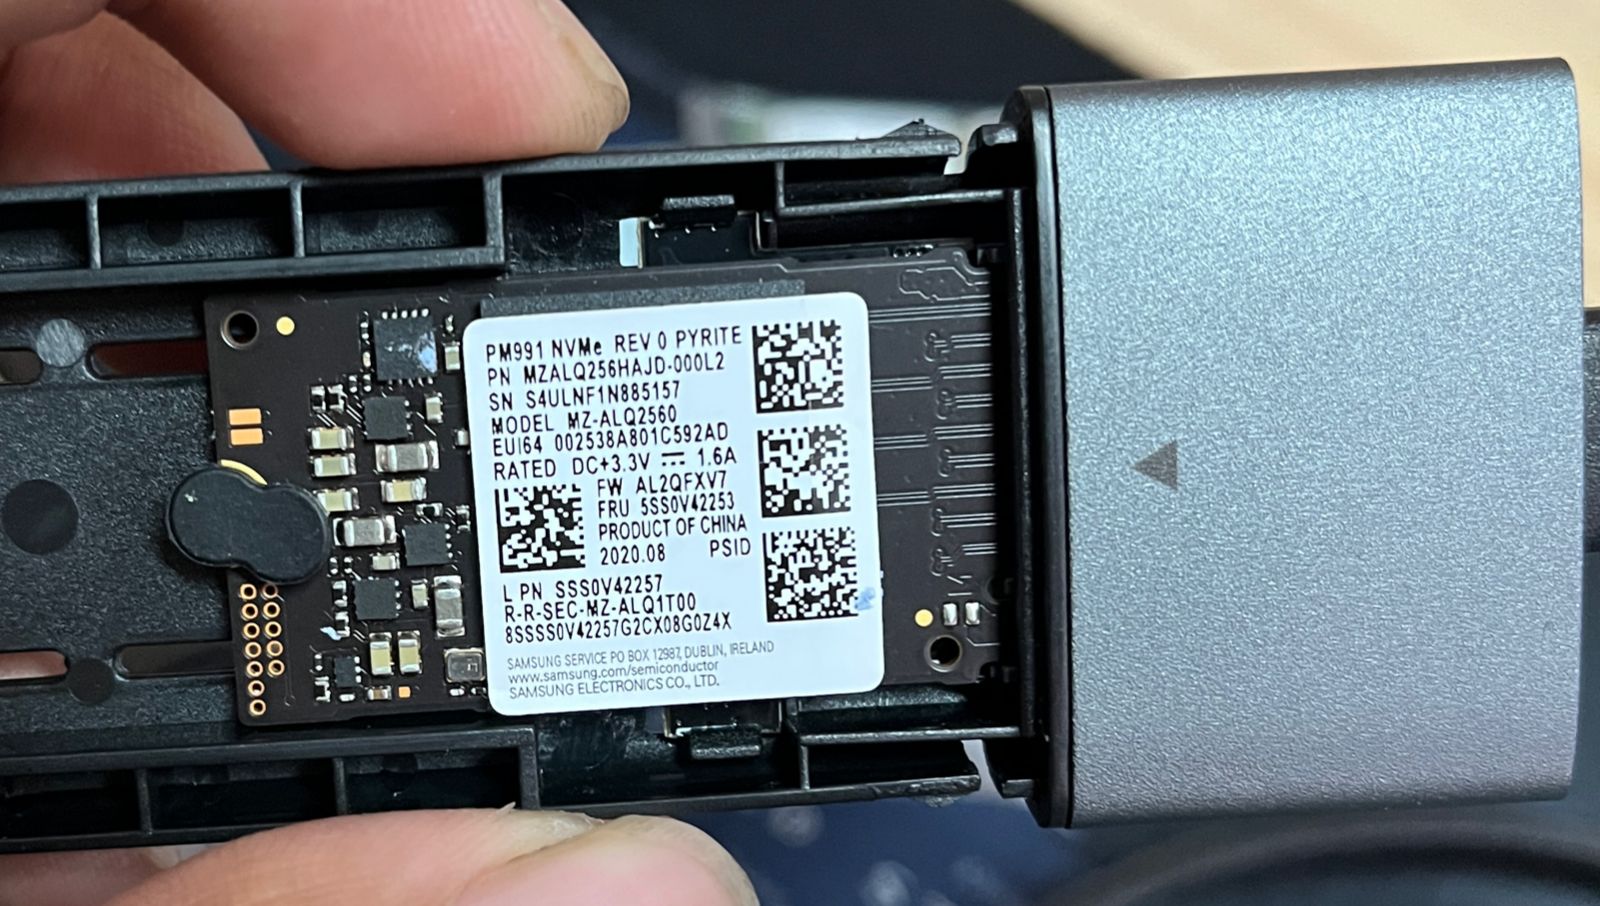 PM991 NVMe REV 0 PYRITE
PN MZALQ256HAJD-000L2
SN S4ULNF1N885157
MODEL MZ-ALQ2560
EUI64 002538A801C592AD
RATED DC+3.3V ⎓ 1.6A
FW AL2QFXV7
FRU 5SS0V42253
PRODUCT OF CHINA
2020.08 PSID
L PN SSS0V42257
R-R-SEC-MZ-ALQ1T00
8SSSS0V42257G2CX08G0Z4X
SAMSUNG SERVICE PO BOX 12987, DUBLIN, IRELAND
www.samsung.com/semiconductor
SAMSUNG ELECTRONICS CO., LTD.